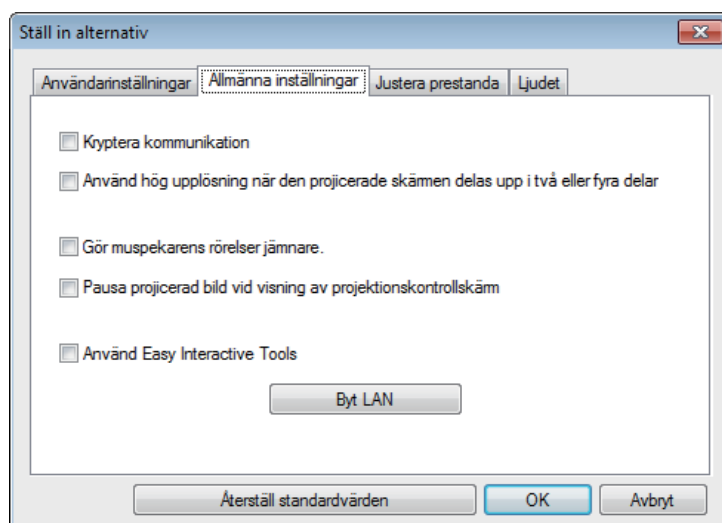 Ställ in alternativ
Användarinställningar Allmänna inställningar Justera prestanda Ljudet
Kryptera kommunikation
Använd hög upplösning när den projicerade skärmen delas upp i två eller fyra delar
Gör muspekarens rörelser jämnare.
Pausa projicerad bild vid visning av projektionskontrollskärm
Använd Easy Interactive Tools
Byt LAN
Återställ standardvärden OK Avbryt